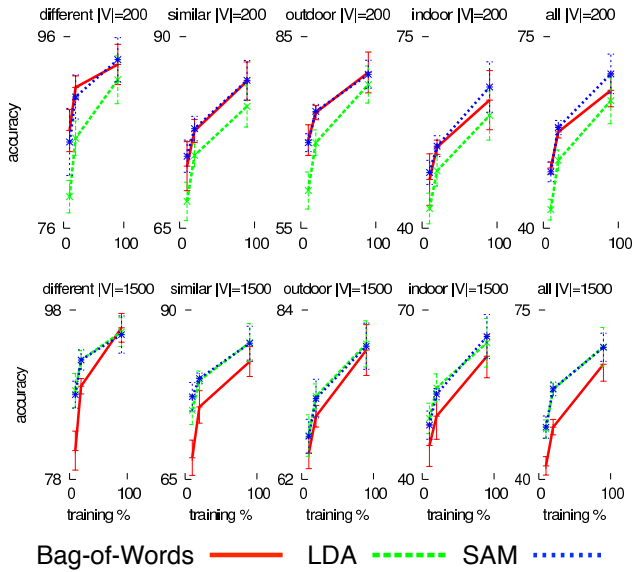 different |V|=200 similar |V|=200 outdoor |V|=200 indoor |V|=200 all |V|=200
96 90 85 75 75
accuracy
76 65 55 40 40
0 100 0 100 0 100 0 100 0 100
different |V|=1500 similar |V|=1500 outdoor |V|=1500 indoor |V|=1500 all |V|=1500
98 90 84 70 75
accuracy
78 65 62 40 40
0 100 0 100 0 100 0 100 0 100
training % training % training % training % training %
Bag-of-Words LDA SAM